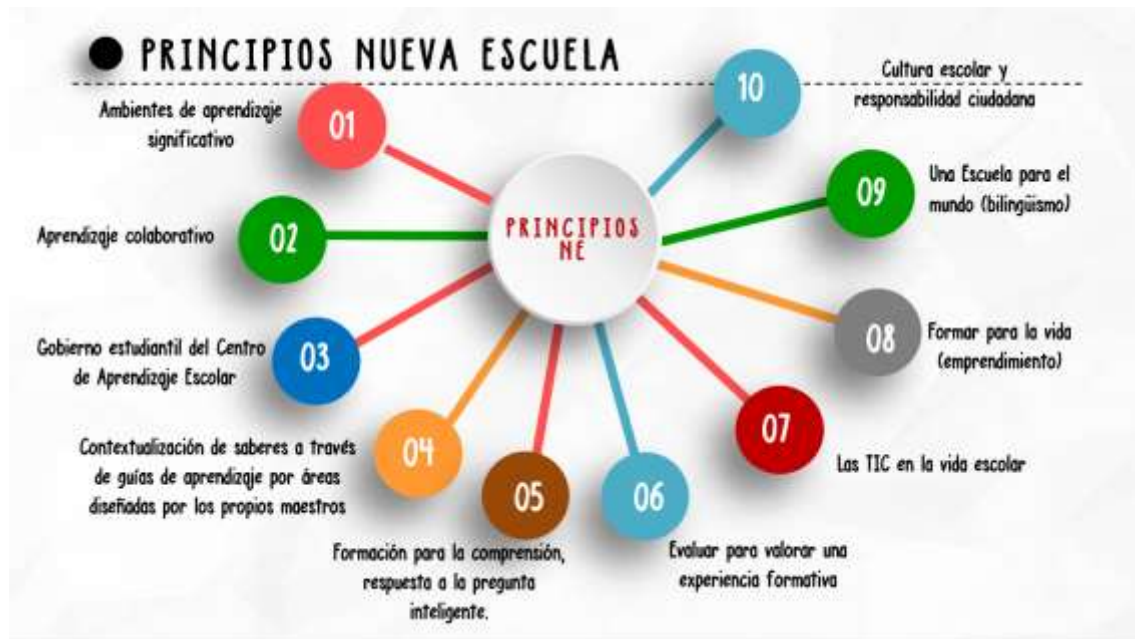 PRINCIPIOS NUEVA ESCUELA
PRINCIPIOS
NE
01
Ambientes de aprendizaje
significativo
02
Aprendizaje colaborativo
03
Gobierno estudiantil del Centro
de Aprendizaje Escolar
04
Contextualización de saberes a través
de guías de aprendizaje por áreas
diseñadas por los propios maestros
05
Formación para la comprensión,
respuesta a la pregunta
inteligente.
06
Evaluar para valorar una
experiencia formativa
07
Las TIC en la vida escolar
08
Formar para la vida
(emprendimiento)
09
Una Escuela para el
mundo (bilingüismo)
10
Cultura escolar y
responsabilidad ciudadana